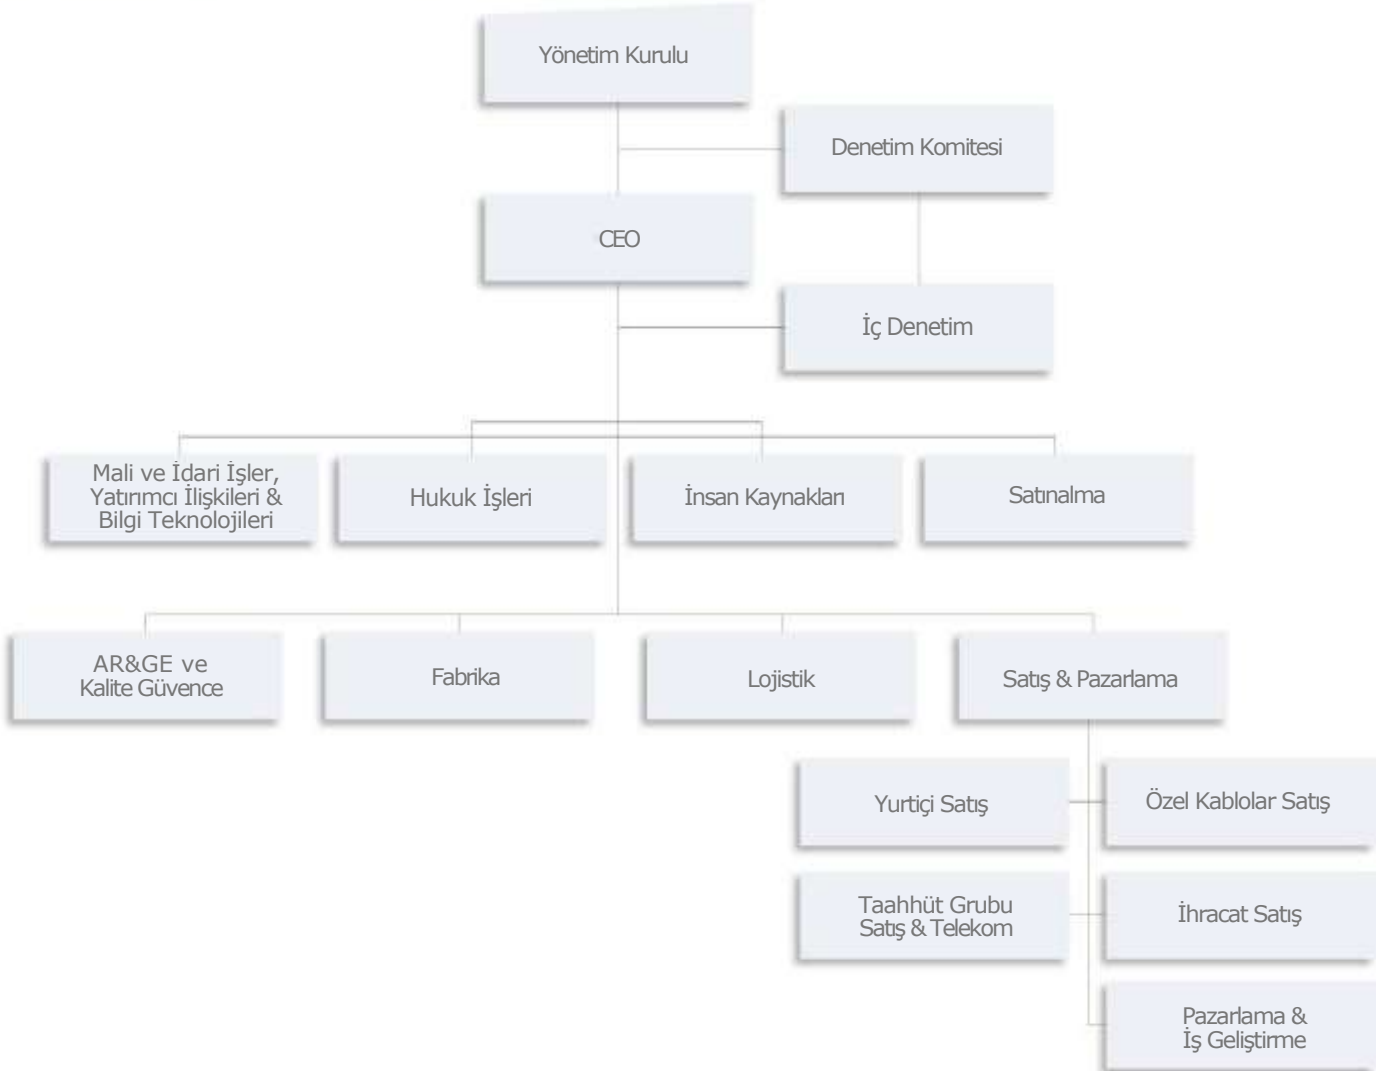 Yönetim Kurulu
Denetim Komitesi
CEO
İç Denetim
Mali ve İdari İşler,
Yatırımcı İlişkileri &
Bilgi Teknolojileri
Hukuk İşleri
İnsan Kaynakları
Satınalma
AR&GE ve
Kalite Güvence
Fabrika
Lojistik
Satış & Pazarlama
Yurtiçi Satış
Özel Kablolar Satış
Taahhüt Grubu
Satış & Telekom
İhracat Satış
Pazarlama &
İş Geliştirme